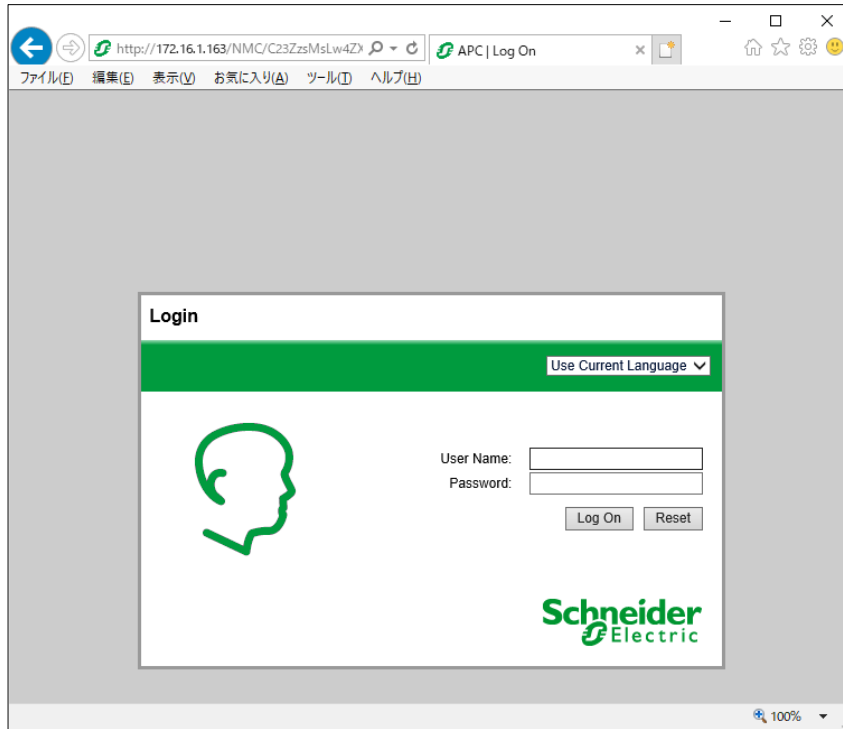 http://172.16.1.163/NMC/C23ZzsMsLw4ZX
APC | Log On
ファイル(F) 編集(E) 表示(V) お気に入り(A) ツール(T) ヘルプ(H)
Login
Use Current Language
User Name:
Password:
Log On Reset
Schneider
Electric
100%